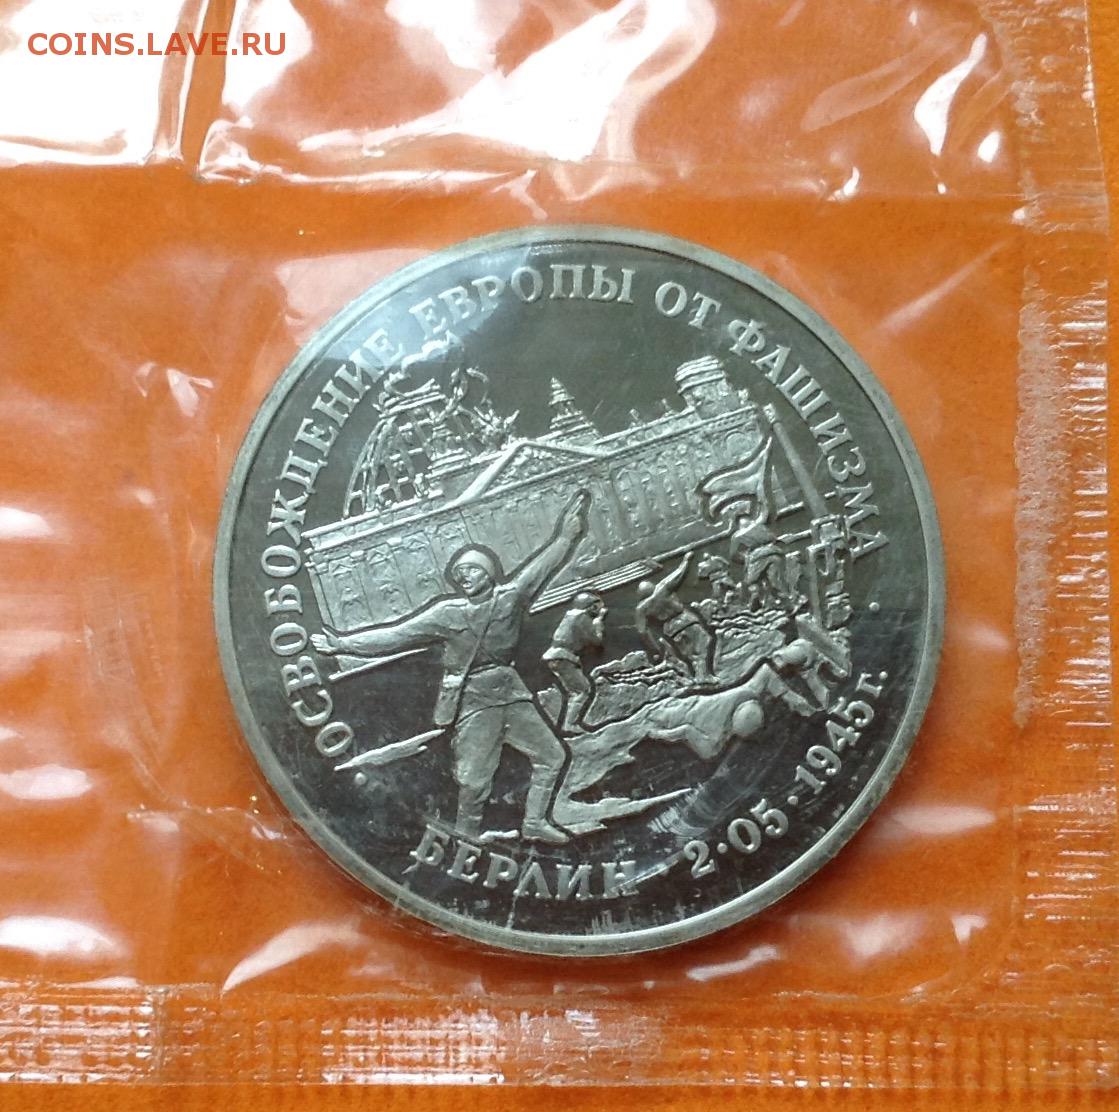 COINS.LAVE.RU
· ОСВОБОЖДЕНИЕ ЕВРОПЫ ОТ ФАШИЗМА ·
БЕРЛИН · 2·05·1945г.